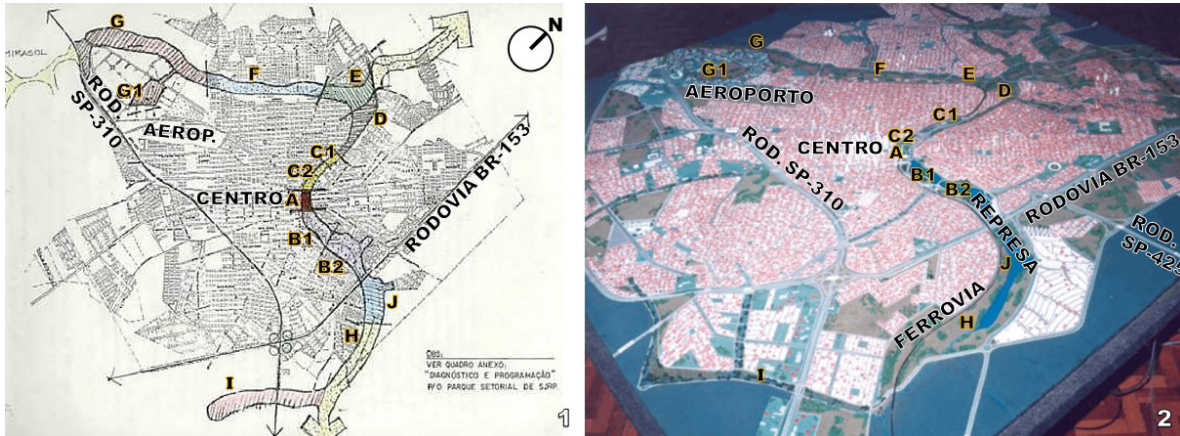 G
MIRASOL
N
F
E
G1
ROD.
SP-310
AEROP.
D
C1
C2
CENTRO
A
RODOVIA BR-153
B1
B2
J
H
I
OBS:
VER QUADRO ANEXO:
"DIAGNÓSTICO E PROGRAMAÇÃO"
P/O PARQUE SETORIAL DE SJRP.
1
G
G1
F
E
AEROPORTO
D
C1
C2
CENTRO
A
ROD. SP-310
B1
B2
REPRESA
RODOVIA BR-153
ROD.
SP-425
J
FERROVIA
H
I
2